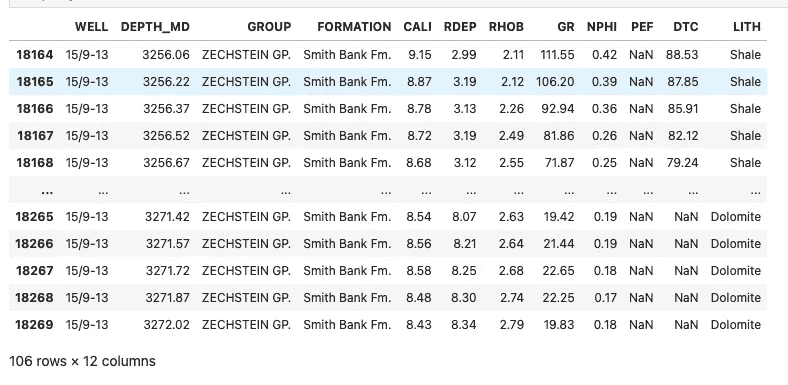 WELL DEPTH_MD GROUP FORMATION CALI RDEP RHOB GR NPHI PEF DTC LITH
18164 15/9-13 3256.06 ZECHSTEIN GP. Smith Bank Fm. 9.15 2.99 2.11 111.55 0.42 NaN 88.53 Shale
18165 15/9-13 3256.22 ZECHSTEIN GP. Smith Bank Fm. 8.87 3.19 2.12 106.20 0.39 NaN 87.85 Shale
18166 15/9-13 3256.37 ZECHSTEIN GP. Smith Bank Fm. 8.78 3.13 2.26 92.94 0.36 NaN 85.91 Shale
18167 15/9-13 3256.52 ZECHSTEIN GP. Smith Bank Fm. 8.72 3.19 2.49 81.86 0.26 NaN 82.12 Shale
18168 15/9-13 3256.67 ZECHSTEIN GP. Smith Bank Fm. 8.68 3.12 2.55 71.87 0.25 NaN 79.24 Shale
... ... ... ... ... ... ... ... ... ... ... ... ...
18265 15/9-13 3271.42 ZECHSTEIN GP. Smith Bank Fm. 8.54 8.07 2.63 19.42 0.19 NaN NaN Dolomite
18266 15/9-13 3271.57 ZECHSTEIN GP. Smith Bank Fm. 8.56 8.21 2.64 21.44 0.19 NaN NaN Dolomite
18267 15/9-13 3271.72 ZECHSTEIN GP. Smith Bank Fm. 8.58 8.25 2.68 22.65 0.18 NaN NaN Dolomite
18268 15/9-13 3271.87 ZECHSTEIN GP. Smith Bank Fm. 8.48 8.30 2.74 22.25 0.17 NaN NaN Dolomite
18269 15/9-13 3272.02 ZECHSTEIN GP. Smith Bank Fm. 8.43 8.34 2.79 19.83 0.18 NaN NaN Dolomite
106 rows × 12 columns